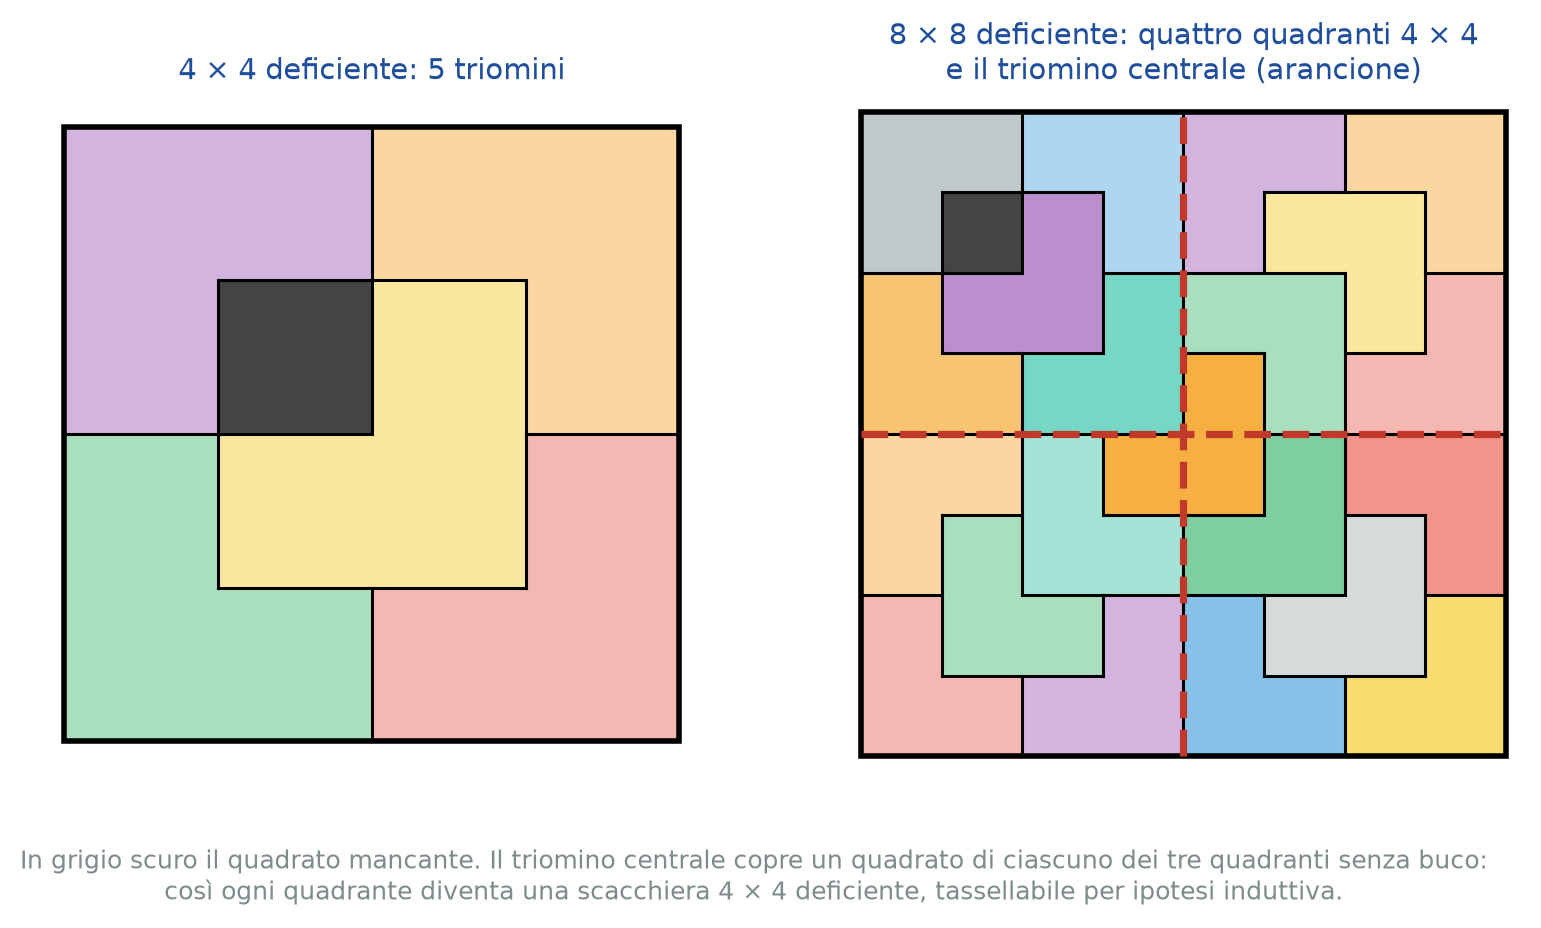 4 × 4 deficiente: 5 triomini
8 × 8 deficiente: quattro quadranti 4 × 4
e il triomino centrale (arancione)
In grigio scuro il quadrato mancante. Il triomino centrale copre un quadrato di ciascuno dei tre quadranti senza buco:
così ogni quadrante diventa una scacchiera 4 × 4 deficiente, tassellabile per ipotesi induttiva.